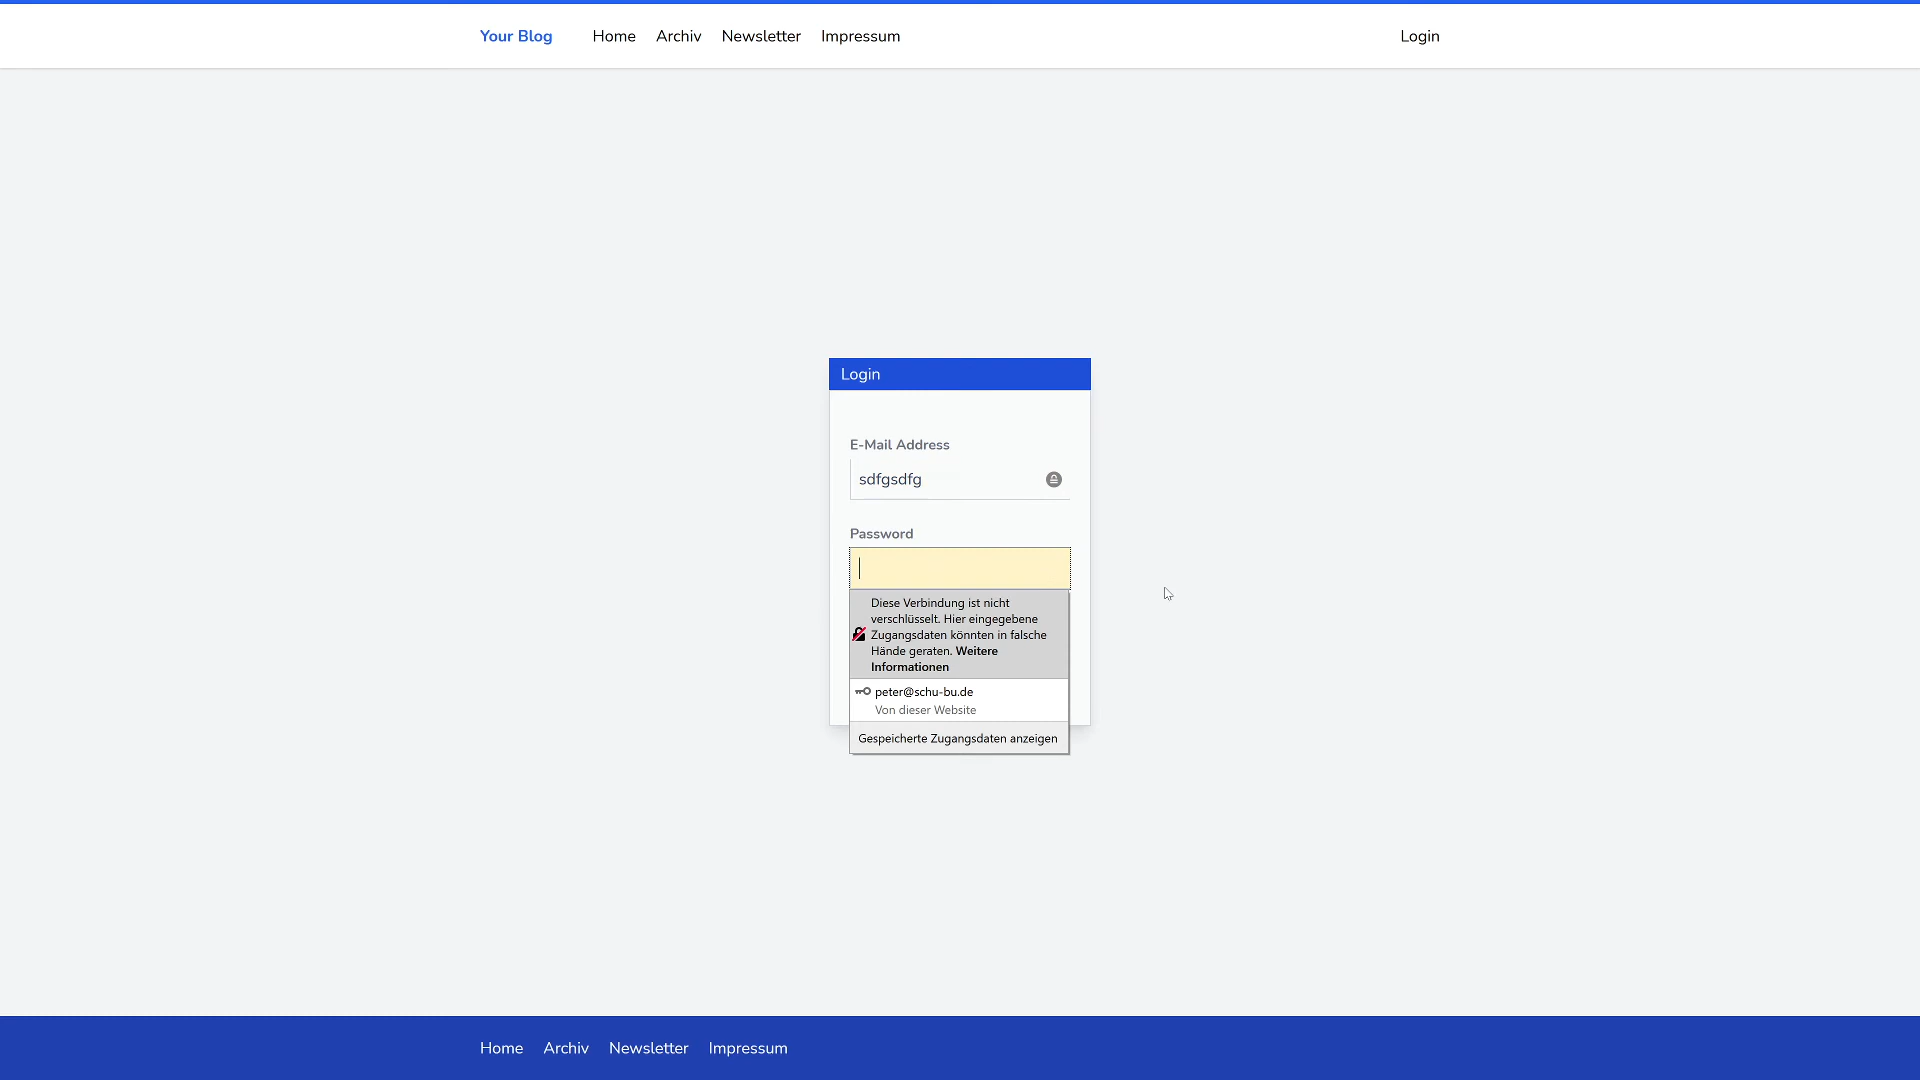 Your Blog Home Archiv Newsletter Impressum Login
Login
E-Mail Address
sdfgsdfg
Password
Diese Verbindung ist nicht
verschlüsselt. Hier eingegebene
Zugangsdaten könnten in falsche
Hände geraten. Weitere
Informationen
peter@schu-bu.de
Von dieser Website
Gespeicherte Zugangsdaten anzeigen
Home Archiv Newsletter Impressum